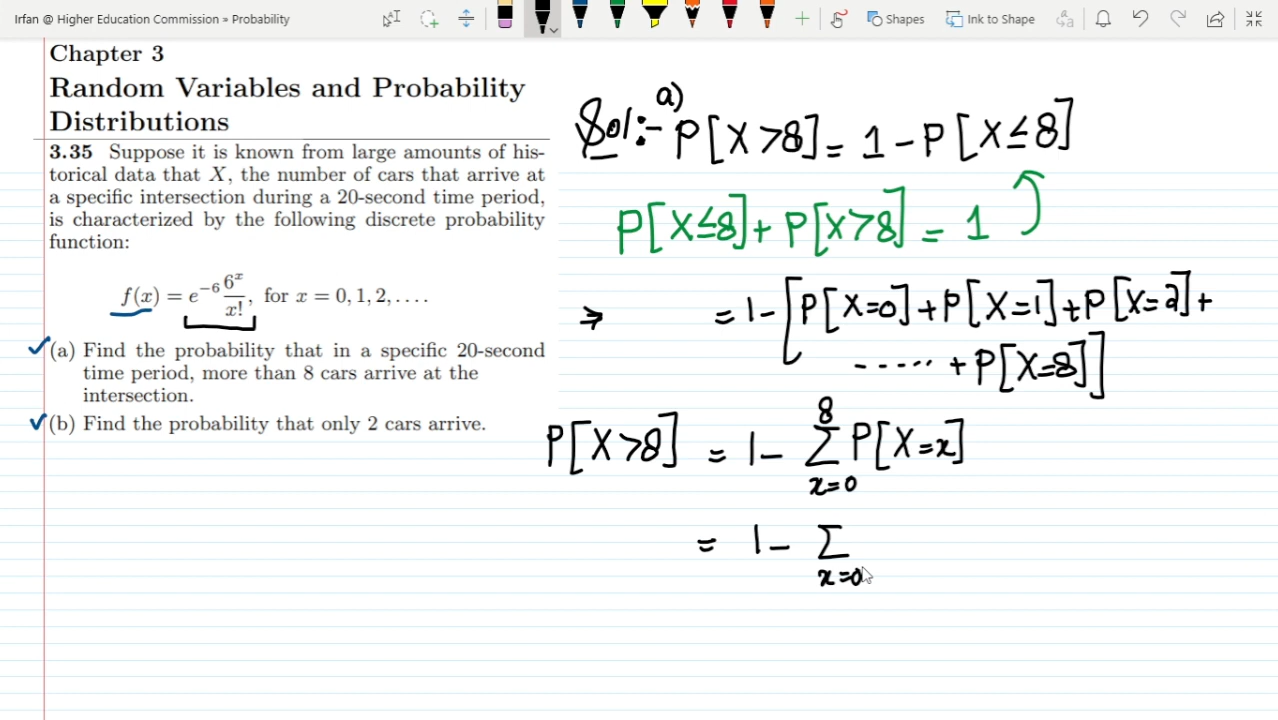 Irfan @ Higher Education Commission » Probability
Shapes
Ink to Shape
Chapter 3
Random Variables and Probability
Distributions
3.35 Suppose it is known from large amounts of his-
torical data that X, the number of cars that arrive at
a specific intersection during a 20-second time period,
is characterized by the following discrete probability
function:
f(x) = e⁻⁶ 6ˣ/x!, for x = 0, 1, 2, . . . .
(a) Find the probability that in a specific 20-second
time period, more than 8 cars arrive at the
intersection.
(b) Find the probability that only 2 cars arrive.
Sol:- a) P[X>8] = 1 - P[X≤8]
P[X≤8] + P[X>8] = 1
⇒ = 1 - [P[X=0] + P[X=1] + P[X=2] +
------ + P[X=8]]
P[X>8] = 1 - 8 Σ x=0 P[X=x]
= 1 - Σ x=0